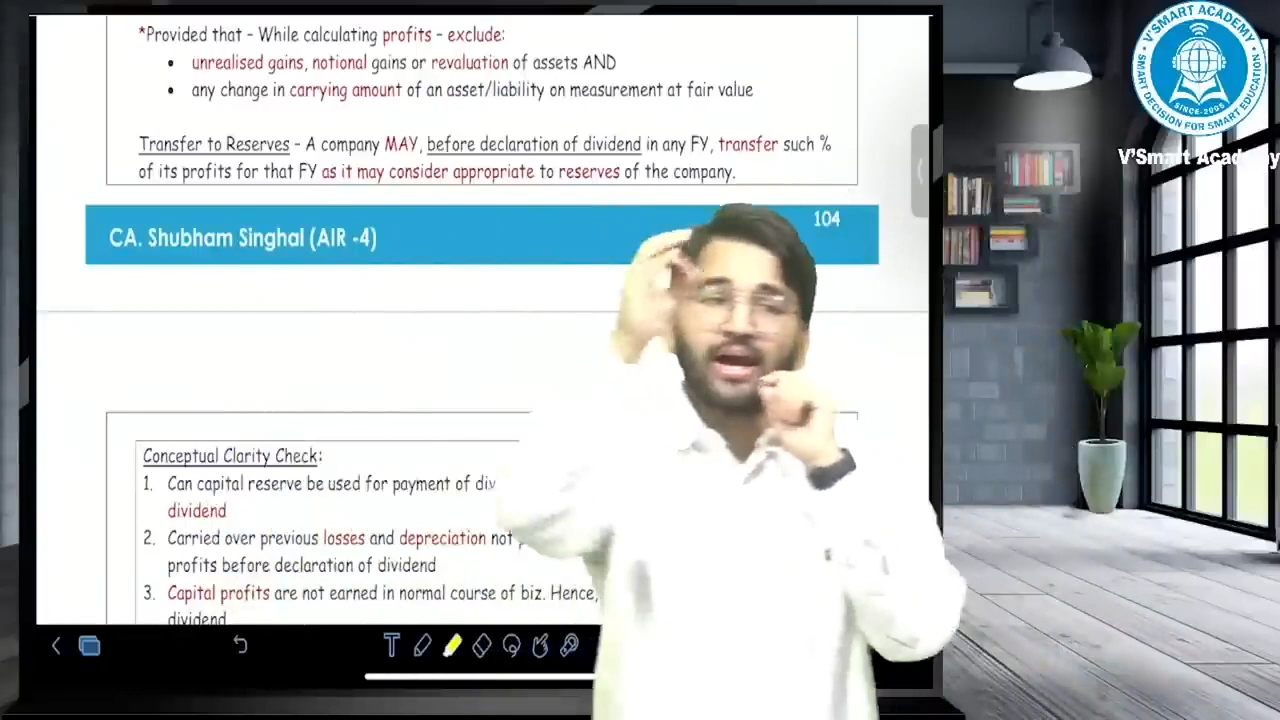 *Provided that – While calculating profits – exclude:
• unrealised gains, notional gains or revaluation of assets AND
• any change in carrying amount of an asset/liability on measurement at fair value
Transfer to Reserves – A company MAY, before declaration of dividend in any FY, transfer such %
of its profits for that FY as it may consider appropriate to reserves of the company.
CA. Shubham Singhal (AIR -4)
104
Conceptual Clarity Check:
1. Can capital reserve be used for payment of
dividend
2. Carried over previous losses and depreciation not
profits before declaration of dividend
3. Capital profits are not earned in normal course of biz. Hence,
dividend
V'SMART ACADEMY
SINCE-2005
SMART DECISION FOR SMART EDUCATION
V'Smart Academy